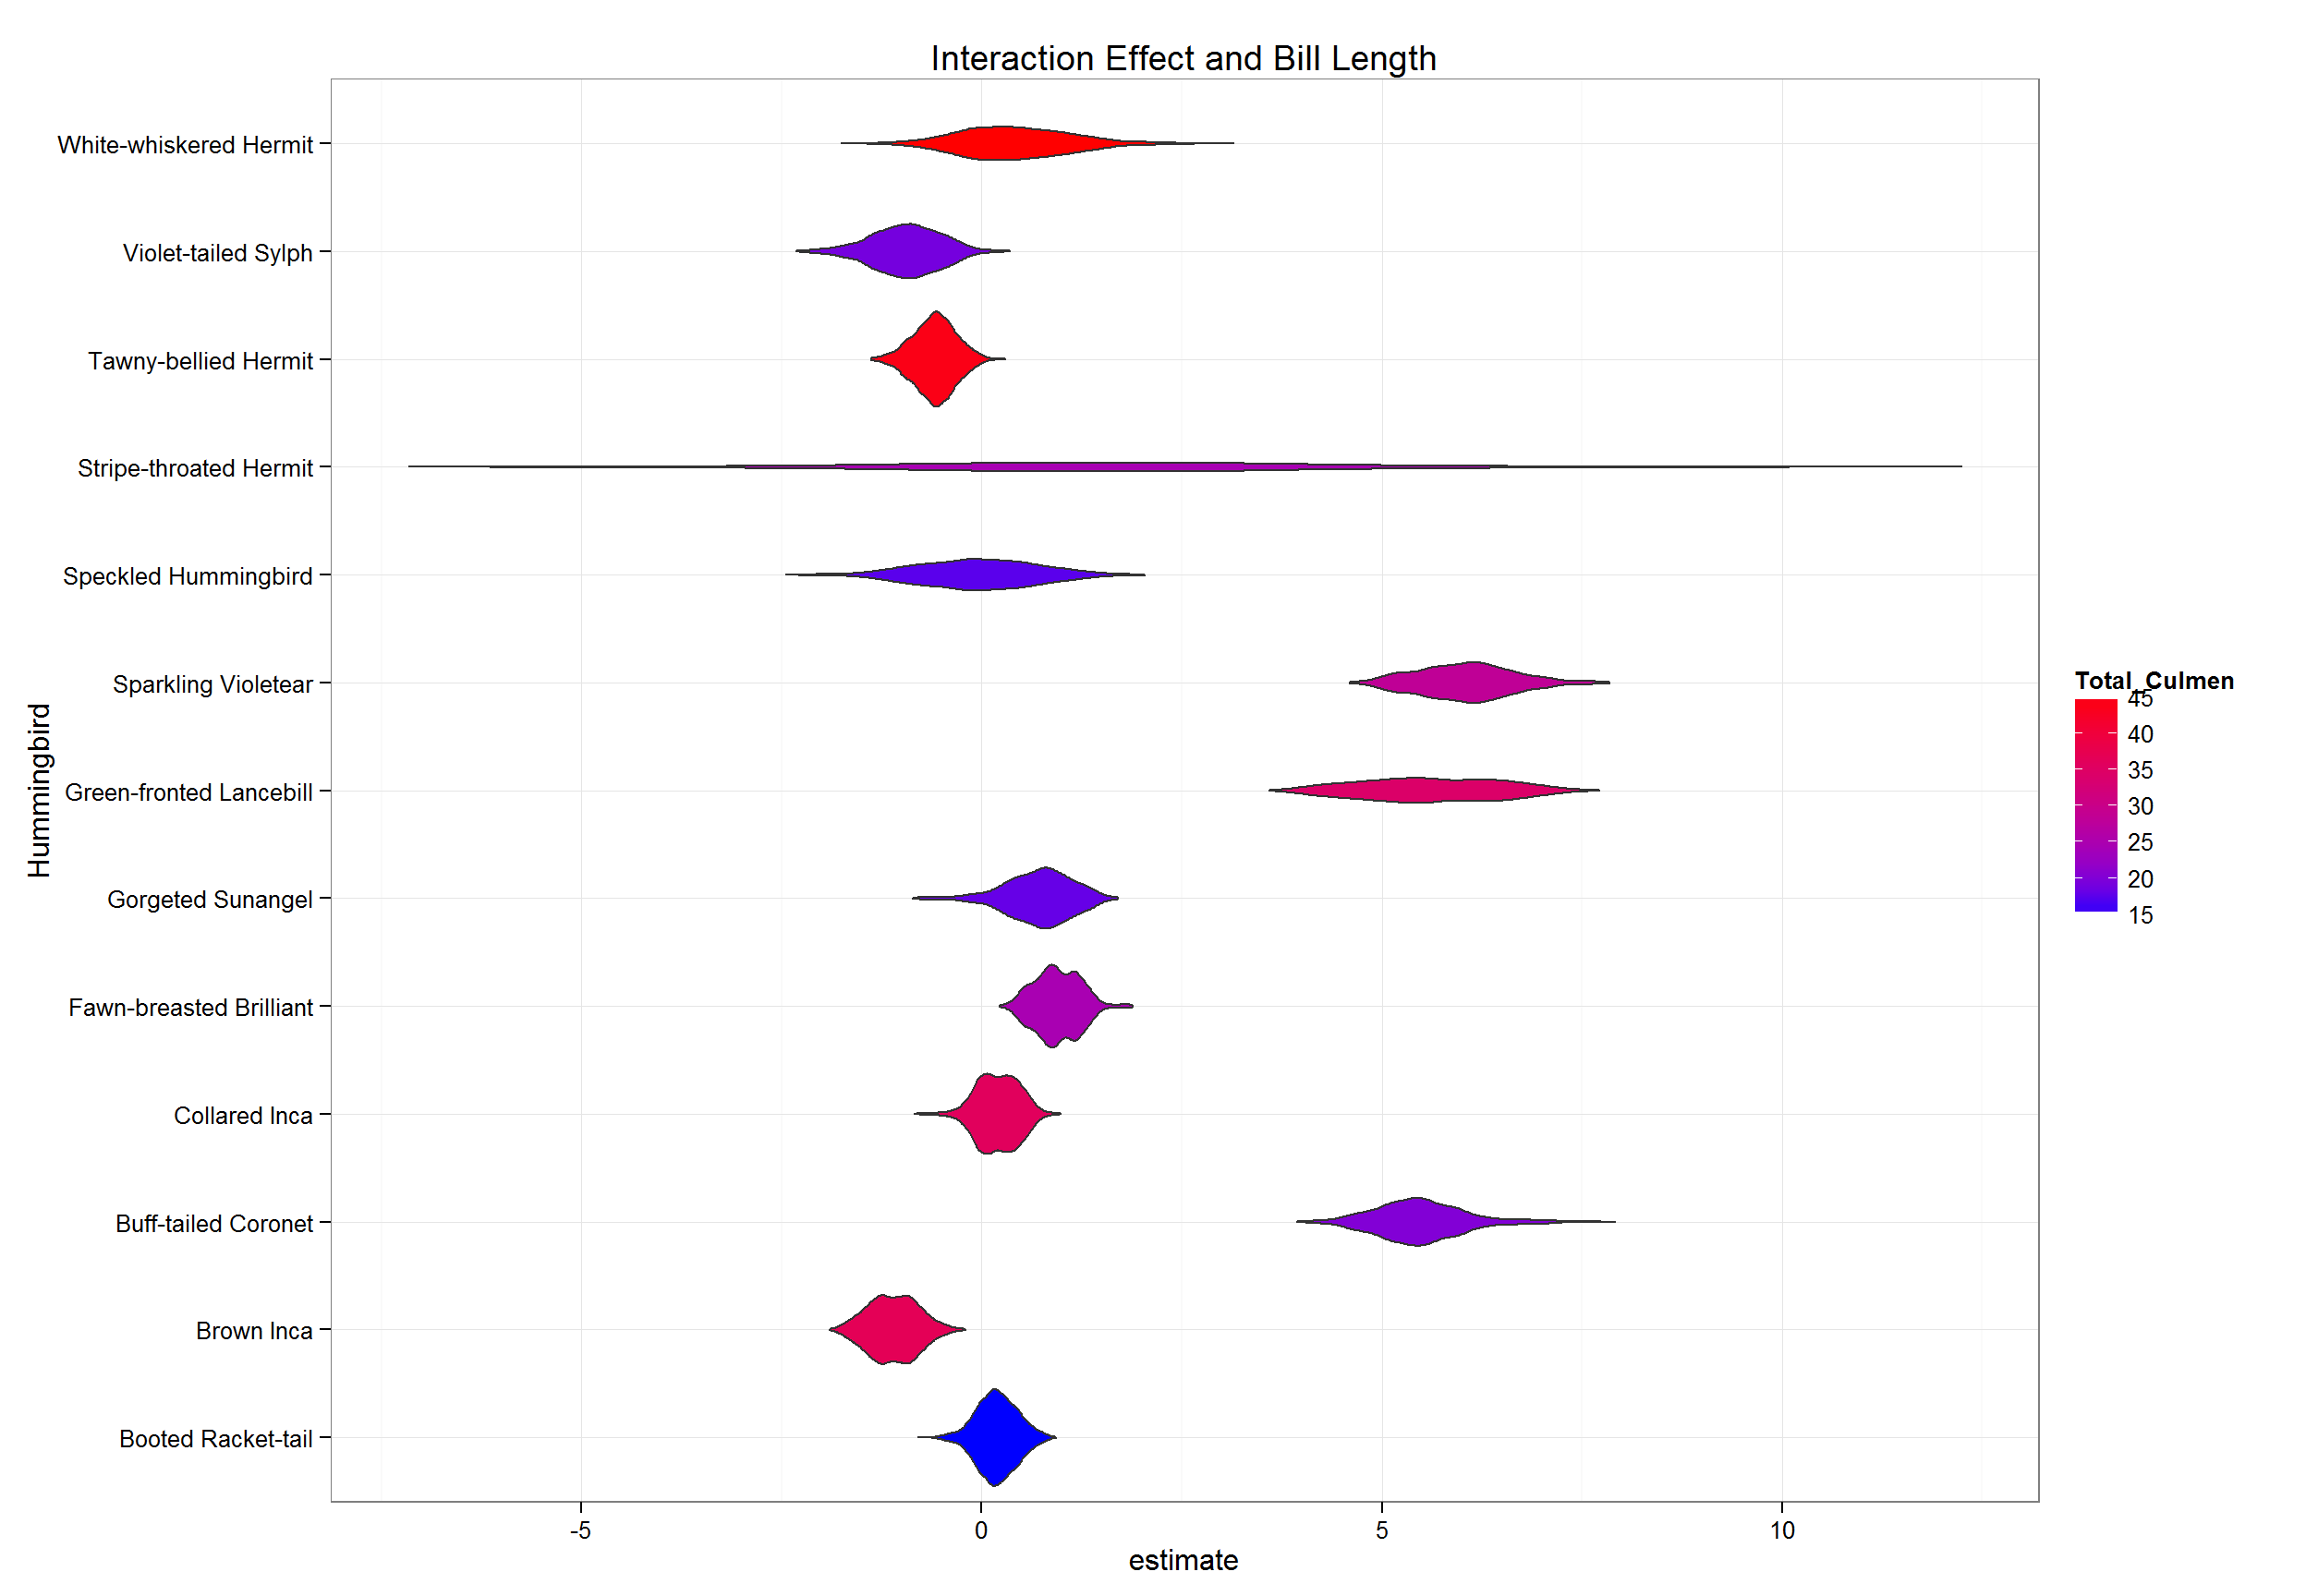 Interaction Effect and Bill Length
White-whiskered Hermit
Violet-tailed Sylph
Tawny-bellied Hermit
Stripe-throated Hermit
Speckled Hummingbird
Sparkling Violetear
Green-fronted Lancebill
Gorgeted Sunangel
Fawn-breasted Brilliant
Collared Inca
Buff-tailed Coronet
Brown Inca
Booted Racket-tail
Hummingbird
-5
0
5
10
estimate
Total_Culmen
45
40
35
30
25
20
15